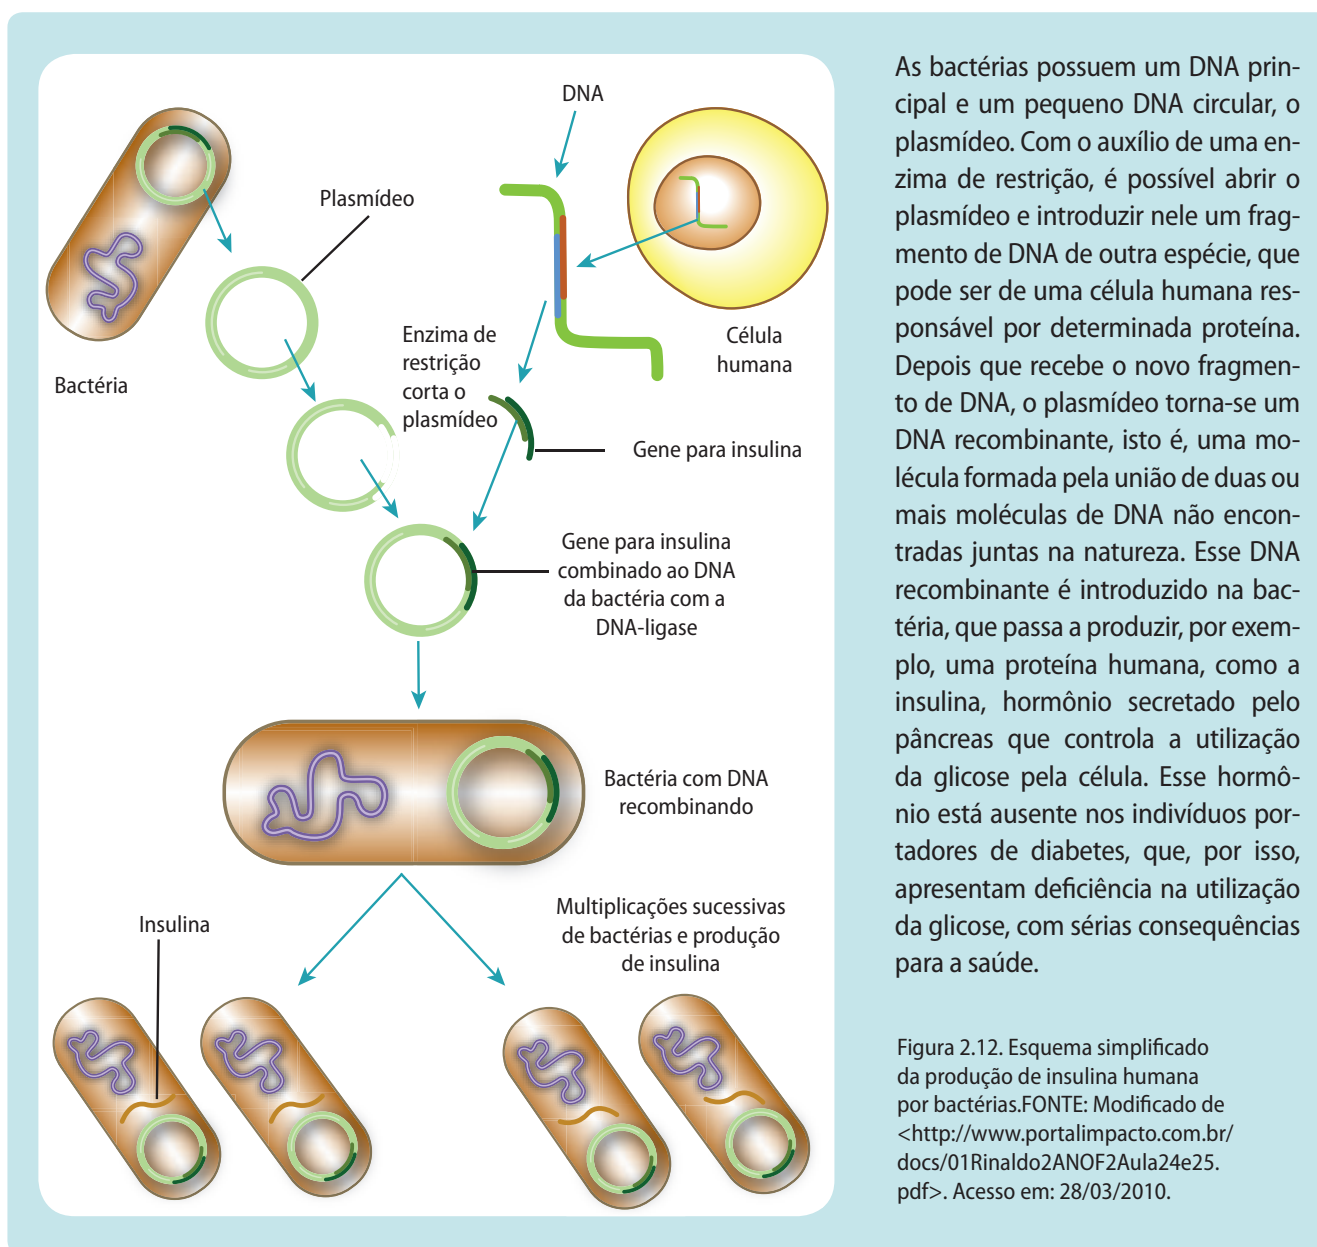 DNA
Plasmídeo
Enzima de
restrição
corta o
plasmídeo
Célula
humana
Bactéria
Gene para insulina
Gene para insulina
combinado ao DNA
da bactéria com a
DNA-ligase
Bactéria com DNA
recombinando
Insulina
Multiplicações sucessivas
de bactérias e produção
de insulina
As bactérias possuem um DNA prin-
cipal e um pequeno DNA circular, o
plasmídeo. Com o auxílio de uma en-
zima de restrição, é possível abrir o
plasmídeo e introduzir nele um frag-
mento de DNA de outra espécie, que
pode ser de uma célula humana res-
ponsável por determinada proteína.
Depois que recebe o novo fragmen-
to de DNA, o plasmídeo torna-se um
DNA recombinante, isto é, uma mo-
lécula formada pela união de duas ou
mais moléculas de DNA não encon-
tradas juntas na natureza. Esse DNA
recombinante é introduzido na bac-
téria, que passa a produzir, por exem-
plo, uma proteína humana, como a
insulina, hormônio secretado pelo
pâncreas que controla a utilização
da glicose pela célula. Esse hormô-
nio está ausente nos indivíduos por-
tadores de diabetes, que, por isso,
apresentam deficiência na utilização
da glicose, com sérias consequências
para a saúde.
Figura 2.12. Esquema simplificado
da produção de insulina humana
por bactérias.FONTE: Modificado de
<http://www.portalimpacto.com.br/
docs/01Rinaldo2ANOF2Aula24e25.
pdf>. Acesso em: 28/03/2010.